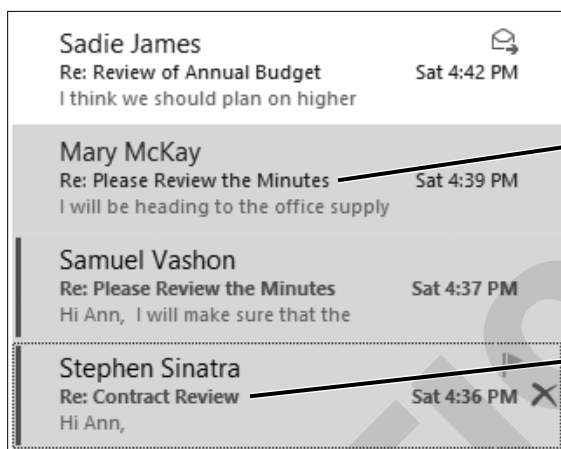 Sadie James
Re: Review of Annual Budget Sat 4:42 PM
I think we should plan on higher
Mary McKay
Re: Please Review the Minutes Sat 4:39 PM
I will be heading to the office supply
Samuel Vashon
Re: Please Review the Minutes Sat 4:37 PM
Hi Ann, I will make sure that the
Stephen Sinatra
Re: Contract Review Sat 4:36 PM
Hi Ann,